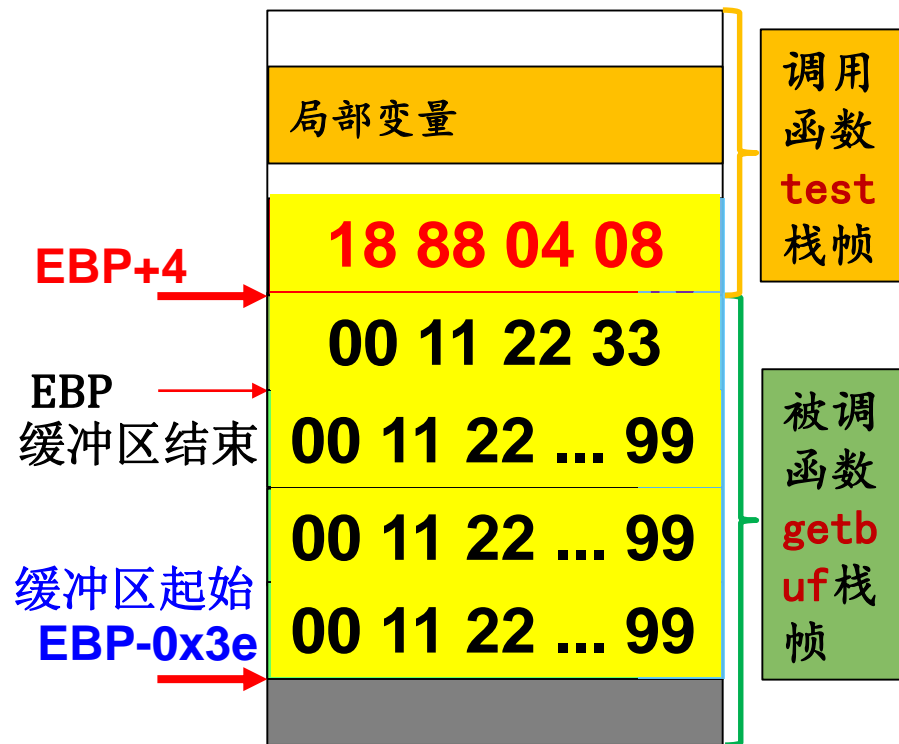 局部变量
调用
函数
test
栈帧
18 88 04 08
EBP+4
00 11 22 33
EBP
缓冲区结束
00 11 22 ... 99
被调
函数
getb
uf栈
帧
00 11 22 ... 99
缓冲区起始
EBP-0x3e
00 11 22 ... 99